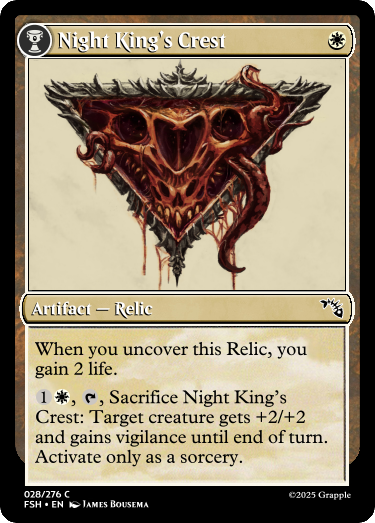 Night King's Crest
Artifact — Relic
When you uncover this Relic, you
gain 2 life.
1, , Sacrifice Night King's
Crest: Target creature gets +2/+2
and gains vigilance until end of turn.
Activate only as a sorcery.
028/276 C
FSH • EN James Bousema
©2025 Grapple